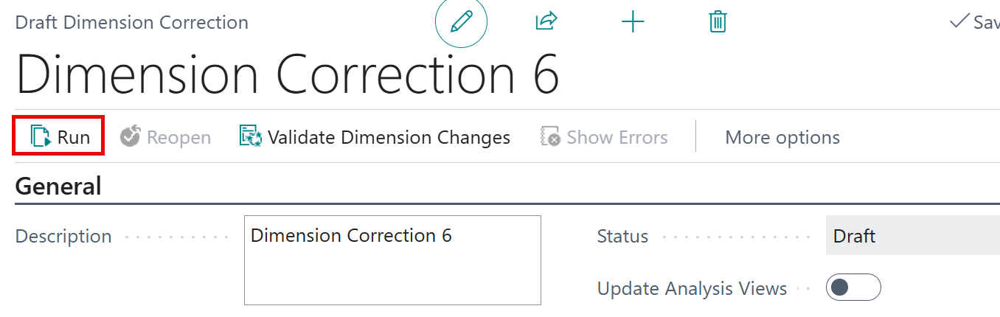 Draft Dimension Correction
Sav
Dimension Correction 6
Run Reopen Validate Dimension Changes Show Errors More options
General
Description Dimension Correction 6 Status Draft
Update Analysis Views